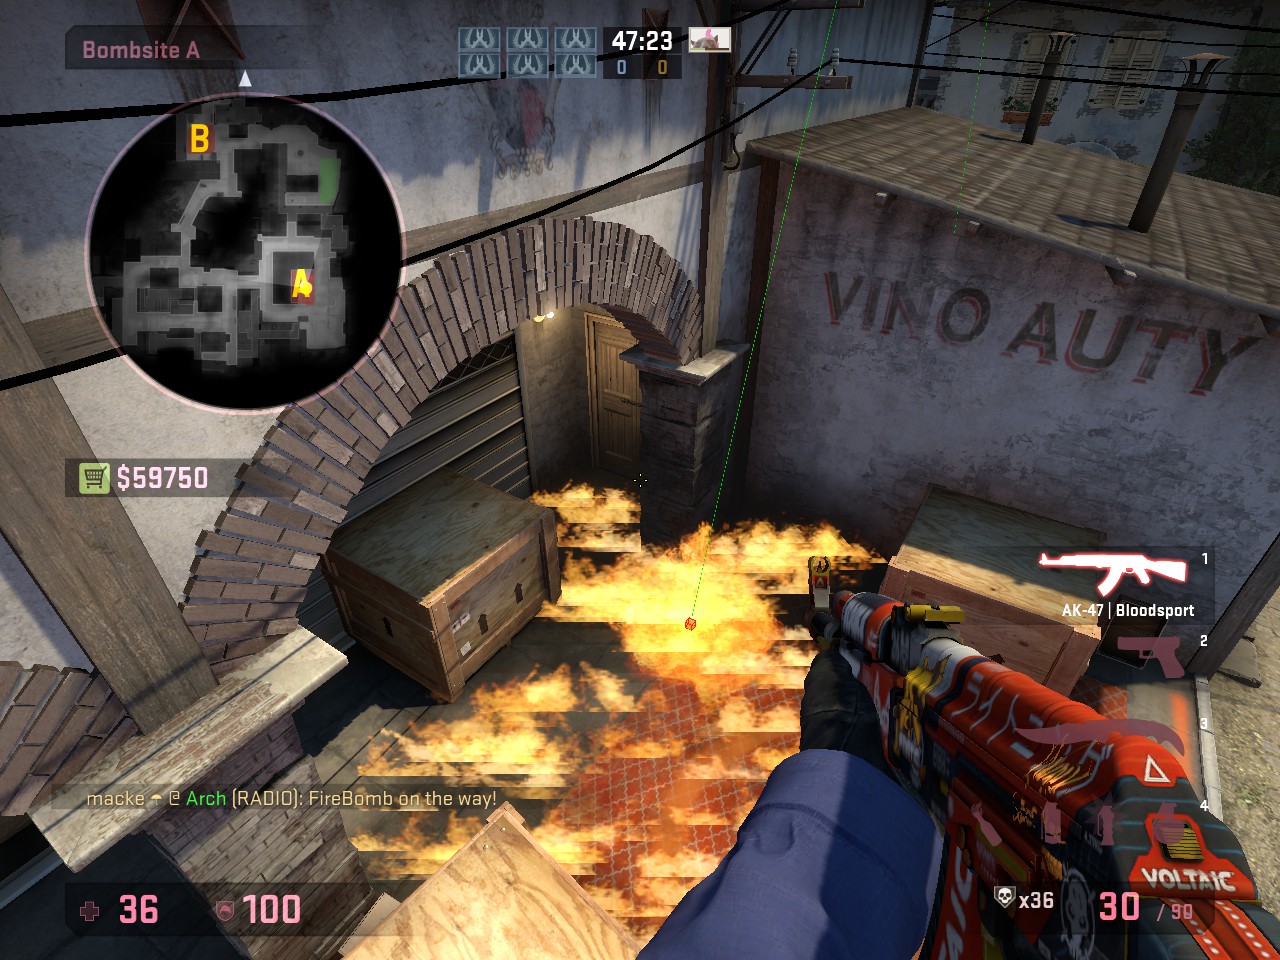 Bombsite A
47:23
0 0
B
A
$59750
VINO AUTY
1
AK-47 | Bloodsport
2
3
macke @ Arch (RADIO): FireBomb on the way!
4
VOLTAIC
36
100
x36
30 / 90